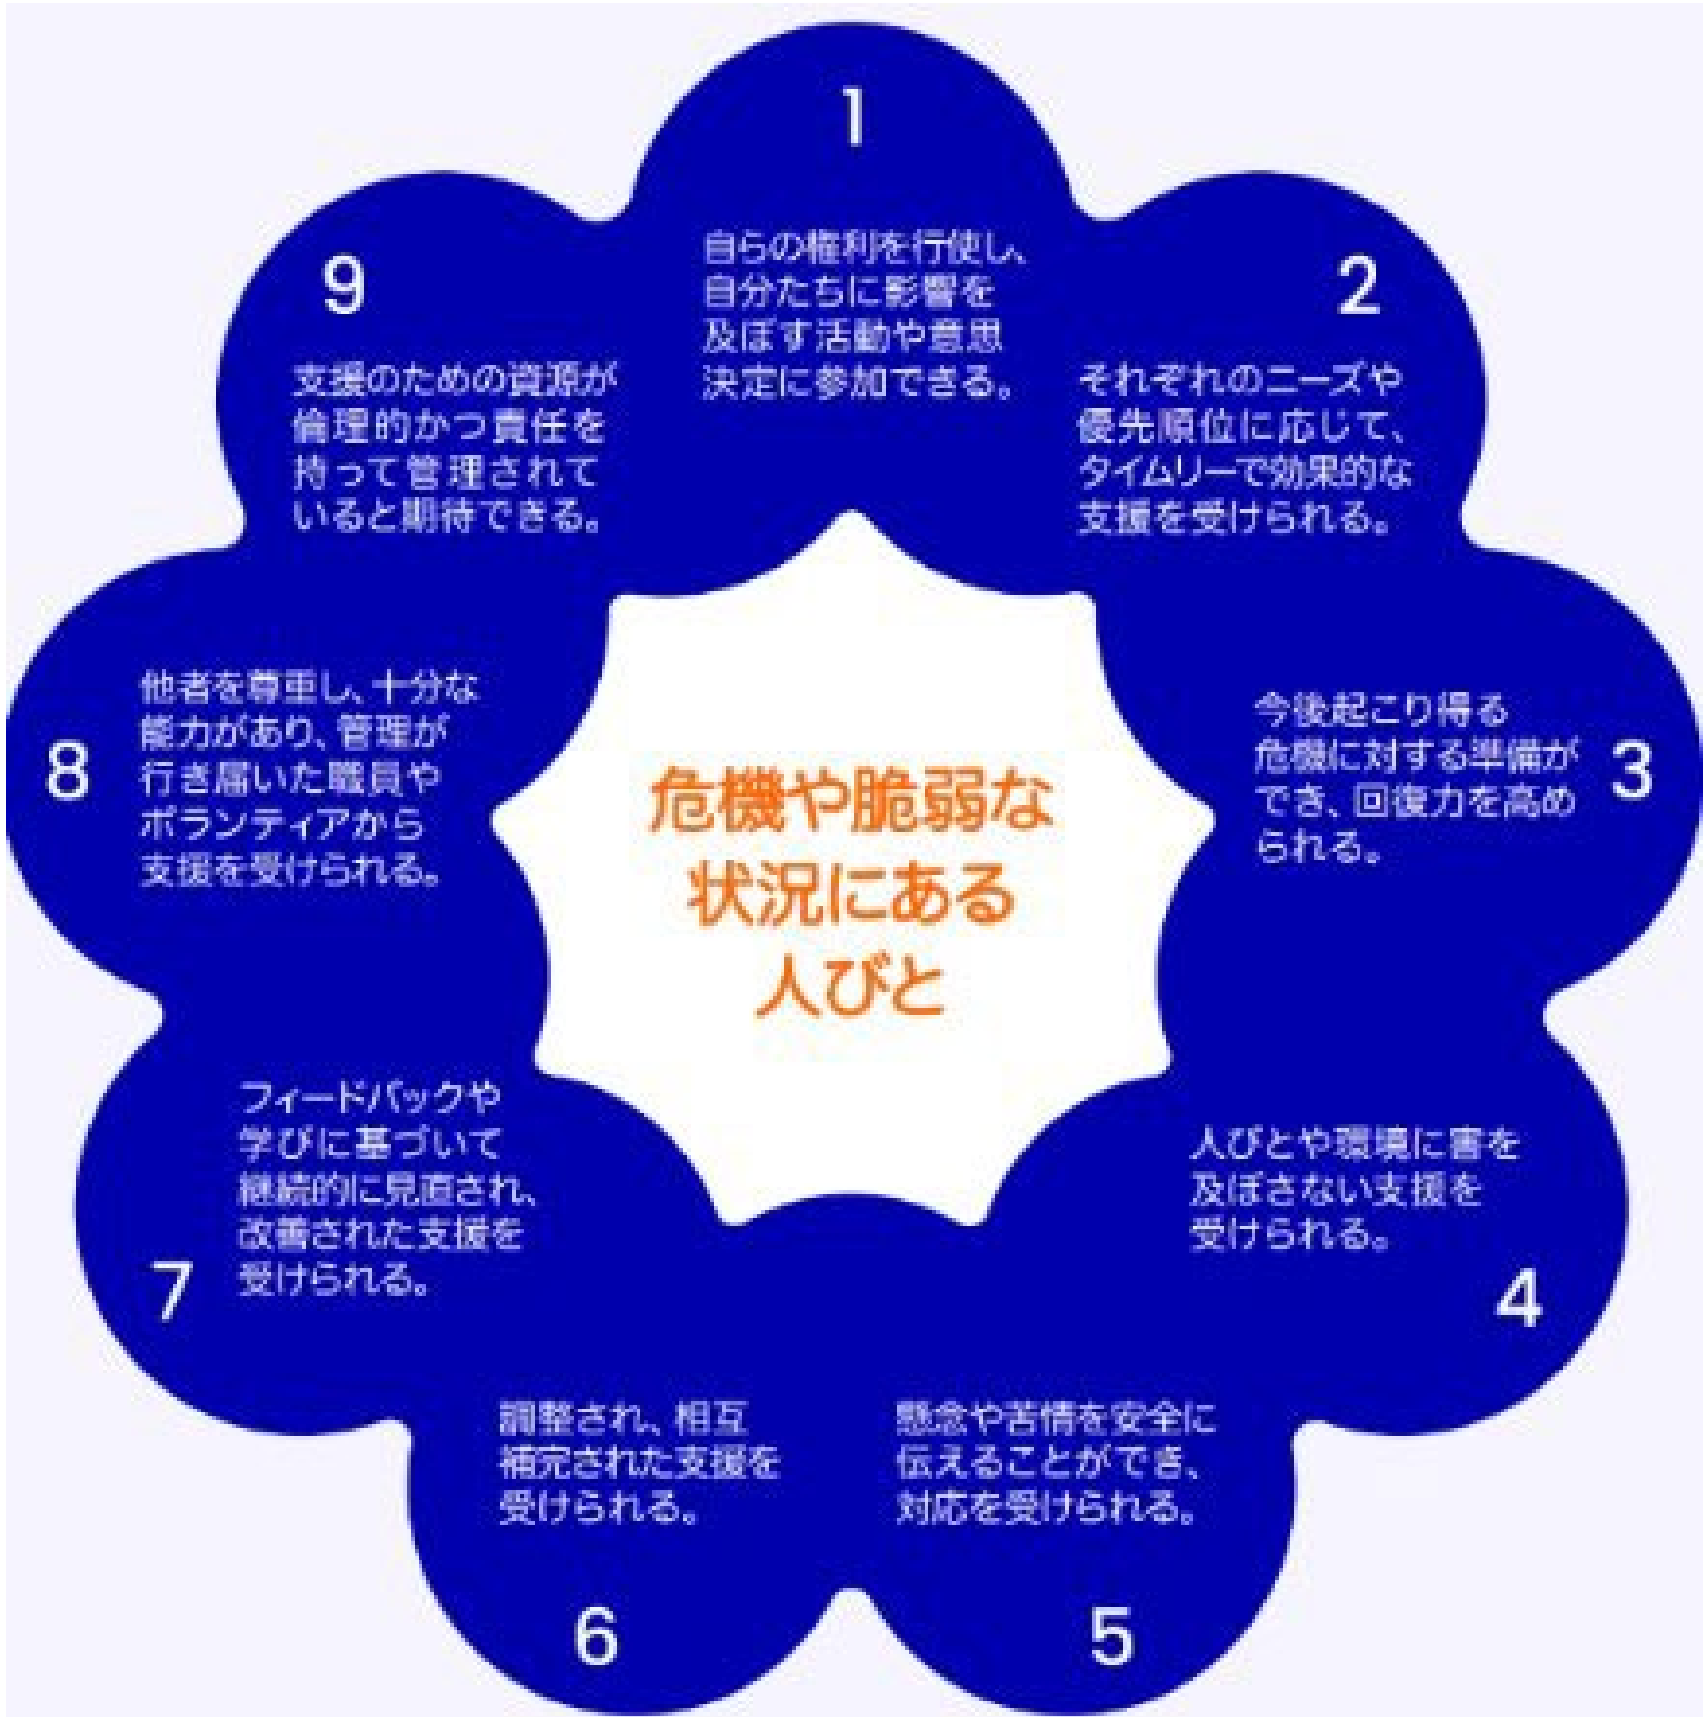 1
自らの権利を行使し、
自分たちに影響を
及ぼす活動や意思
決定に参加できる。
2
それぞれのニーズや
優先順位に応じて、
タイムリーで効果的な
支援を受けられる。
3
今後起こり得る
危機に対する準備が
でき、回復力を高め
られる。
4
人びとや環境に害を
及ぼさない支援を
受けられる。
5
懸念や苦情を安全に
伝えることができ、
対応を受けられる。
6
調整され、相互
補完された支援を
受けられる。
7
フィードバックや
学びに基づいて
継続的に見直され、
改善された支援を
受けられる。
8
他者を尊重し、十分な
能力があり、管理が
行き届いた職員や
ボランティアから
支援を受けられる。
9
支援のための資源が
倫理的かつ責任を
持って管理されて
いると期待できる。
危機や脆弱な
状況にある
人びと